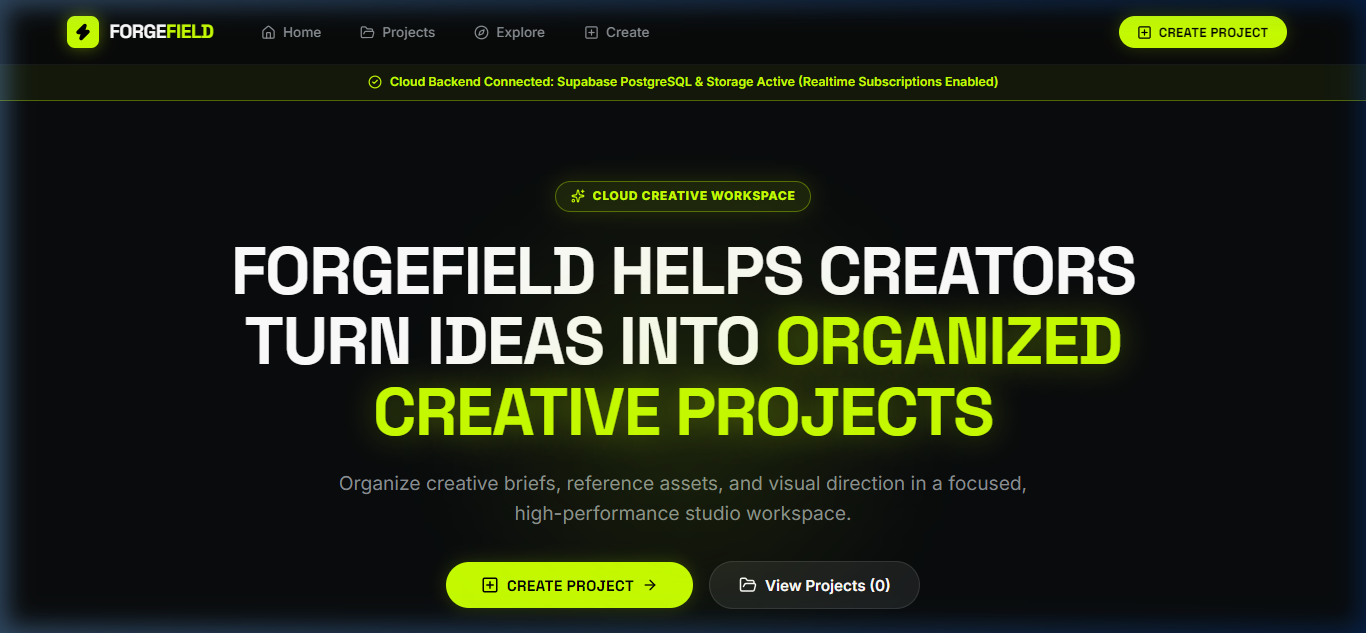 FORGEFIELD
Home
Projects
Explore
Create
CREATE PROJECT
Cloud Backend Connected: Supabase PostgreSQL & Storage Active (Realtime Subscriptions Enabled)
CLOUD CREATIVE WORKSPACE
FORGEFIELD HELPS CREATORS
TURN IDEAS INTO ORGANIZED
CREATIVE PROJECTS
Organize creative briefs, reference assets, and visual direction in a focused,
high-performance studio workspace.
CREATE PROJECT →
View Projects (0)